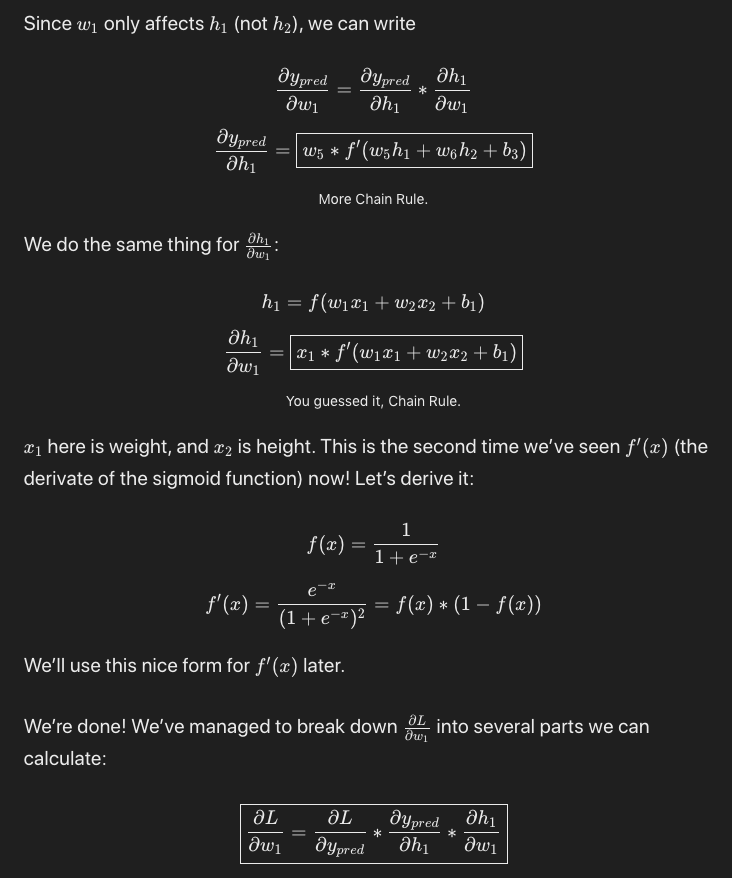 Since w₁ only affects h₁ (not h₂), we can write
∂y_pred/∂w₁ = ∂y_pred/∂h₁ * ∂h₁/∂w₁
∂y_pred/∂h₁ = w₅ * f′(w₅h₁ + w₆h₂ + b₃)
More Chain Rule.
We do the same thing for ∂h₁/∂w₁:
h₁ = f(w₁x₁ + w₂x₂ + b₁)
∂h₁/∂w₁ = x₁ * f′(w₁x₁ + w₂x₂ + b₁)
You guessed it, Chain Rule.
x₁ here is weight, and x₂ is height. This is the second time we’ve seen f′(x) (the
derivate of the sigmoid function) now! Let’s derive it:
f(x) = 1/(1 + e⁻ˣ)
f′(x) = e⁻ˣ/(1 + e⁻ˣ)² = f(x) * (1 − f(x))
We’ll use this nice form for f′(x) later.
We’re done! We’ve managed to break down ∂L/∂w₁ into several parts we can
calculate:
∂L/∂w₁ = ∂L/∂y_pred * ∂y_pred/∂h₁ * ∂h₁/∂w₁